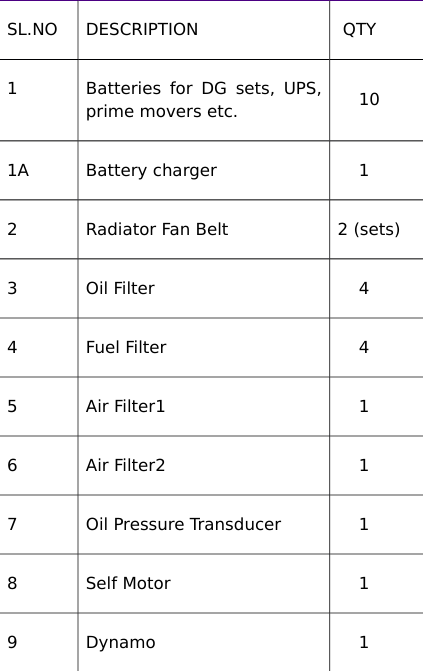 SL.NO DESCRIPTION QTY
1 Batteries for DG sets, UPS, 10
prime movers etc.
1A Battery charger 1
2 Radiator Fan Belt 2 (sets)
3 Oil Filter 4
4 Fuel Filter 4
5 Air Filter1 1
6 Air Filter2 1
7 Oil Pressure Transducer 1
8 Self Motor 1
9 Dynamo 1